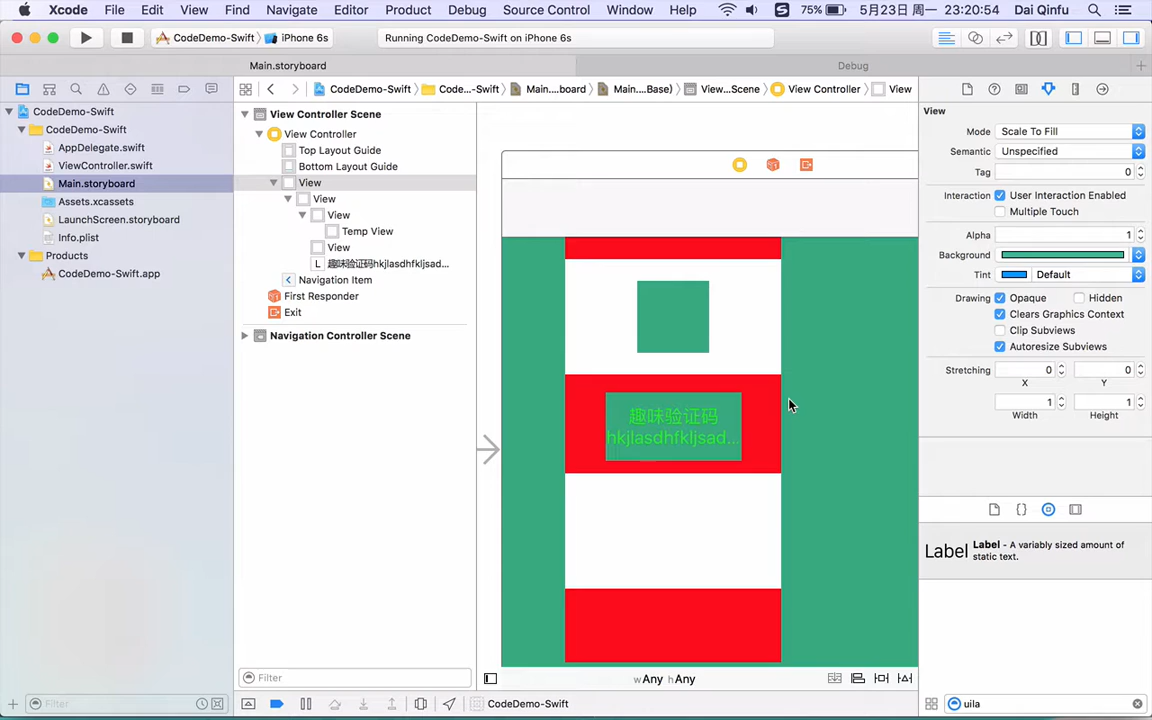 Xcode File Edit View Find Navigate Editor Product Debug Source Control Window Help 75% 5月23日 周一 23:20:54 Dai Qinfu
CodeDemo-Swift iPhone 6s Running CodeDemo-Swift on iPhone 6s
Main.storyboard Debug
CodeDemo-Swift Code...-Swift Main....board Main....Base) View...Scene View Controller View
CodeDemo-Swift
CodeDemo-Swift
AppDelegate.swift
ViewController.swift
Main.storyboard
Assets.xcassets
LaunchScreen.storyboard
Info.plist
Products
CodeDemo-Swift.app
View Controller Scene
View Controller
Top Layout Guide
Bottom Layout Guide
View
View
View
Temp View
View
L 趣味验证码hkjlasdhfkljsad...
Navigation Item
First Responder
Exit
Navigation Controller Scene
趣味验证码
hkjlasdhfkljsad...
View
Mode Scale To Fill
Semantic Unspecified
Tag 0
Interaction User Interaction Enabled
Multiple Touch
Alpha 1
Background
Tint Default
Drawing Opaque Hidden
Clears Graphics Context
Clip Subviews
Autoresize Subviews
Stretching 0 0
X Y
1 1
Width Height
Label Label - A variably sized amount of
static text.
Filter
wAny hAny
Filter
CodeDemo-Swift
uila